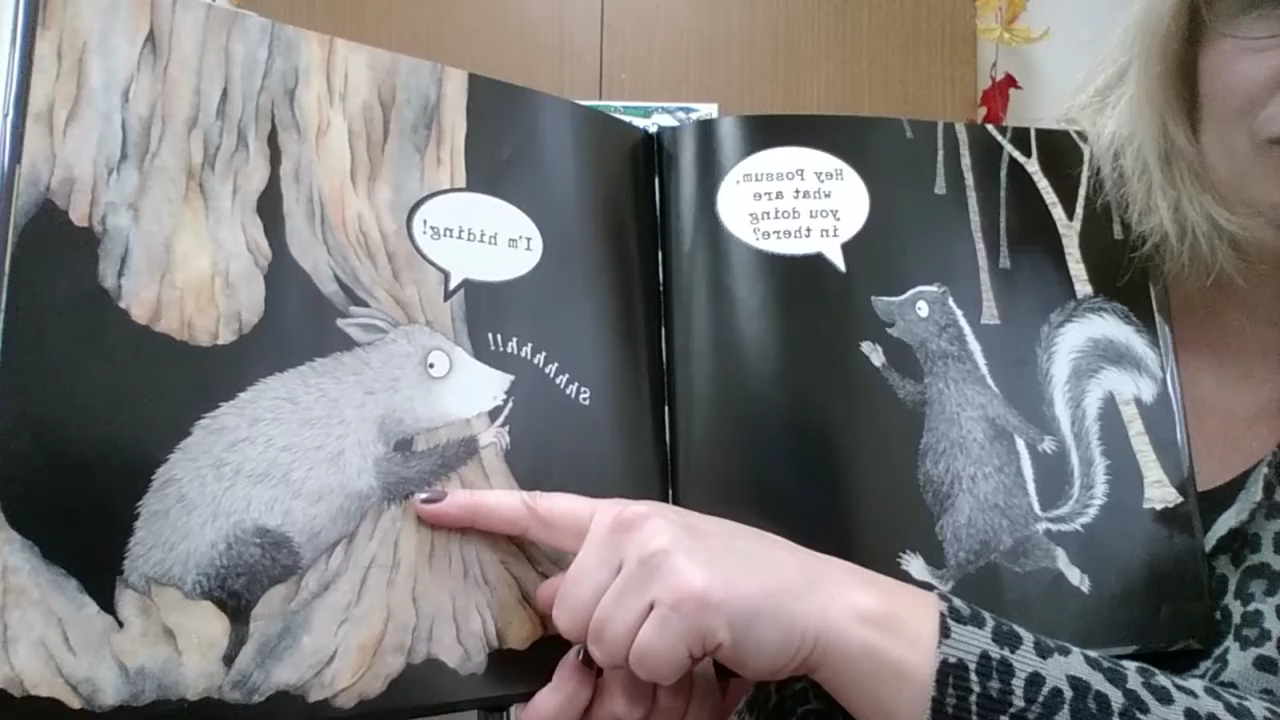 Hey Possum,
what are
you doing
in there?
I'm hiding!
Shhhhhh!!